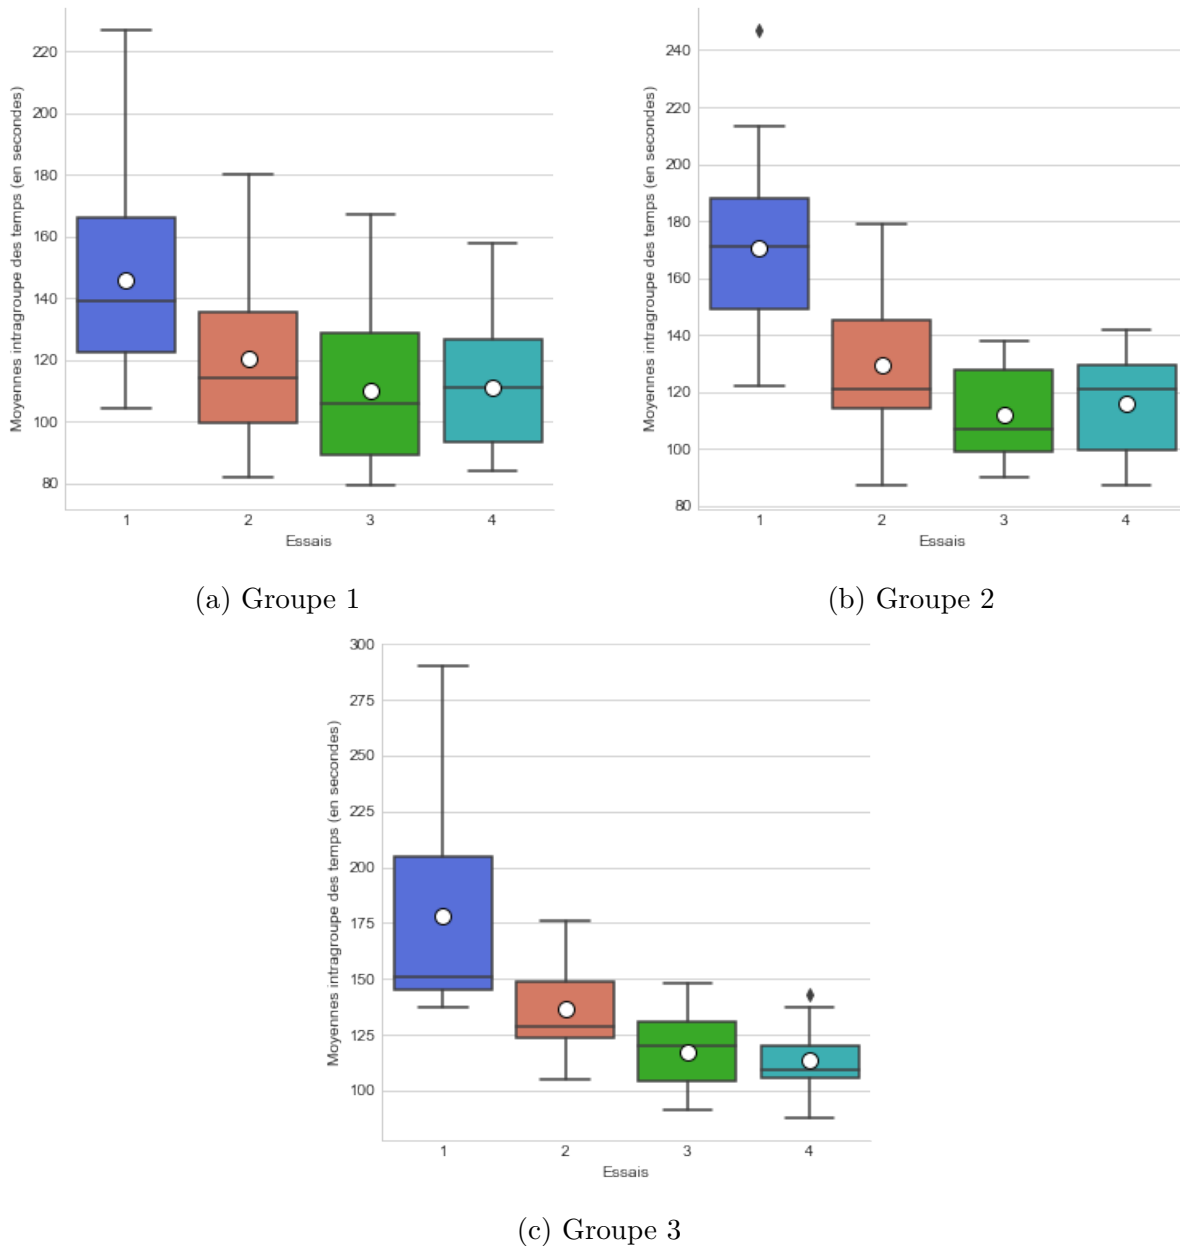 Moyennes intragroupe des temps (en secondes)
220
200
180
160
140
120
100
80
1 2 3 4
Essais
(a) Groupe 1
Moyennes intragroupe des temps (en secondes)
240
220
200
180
160
140
120
100
80
1 2 3 4
Essais
(b) Groupe 2
Moyennes intragroupe des temps (en secondes)
300
275
250
225
200
175
150
125
100
1 2 3 4
Essais
(c) Groupe 3